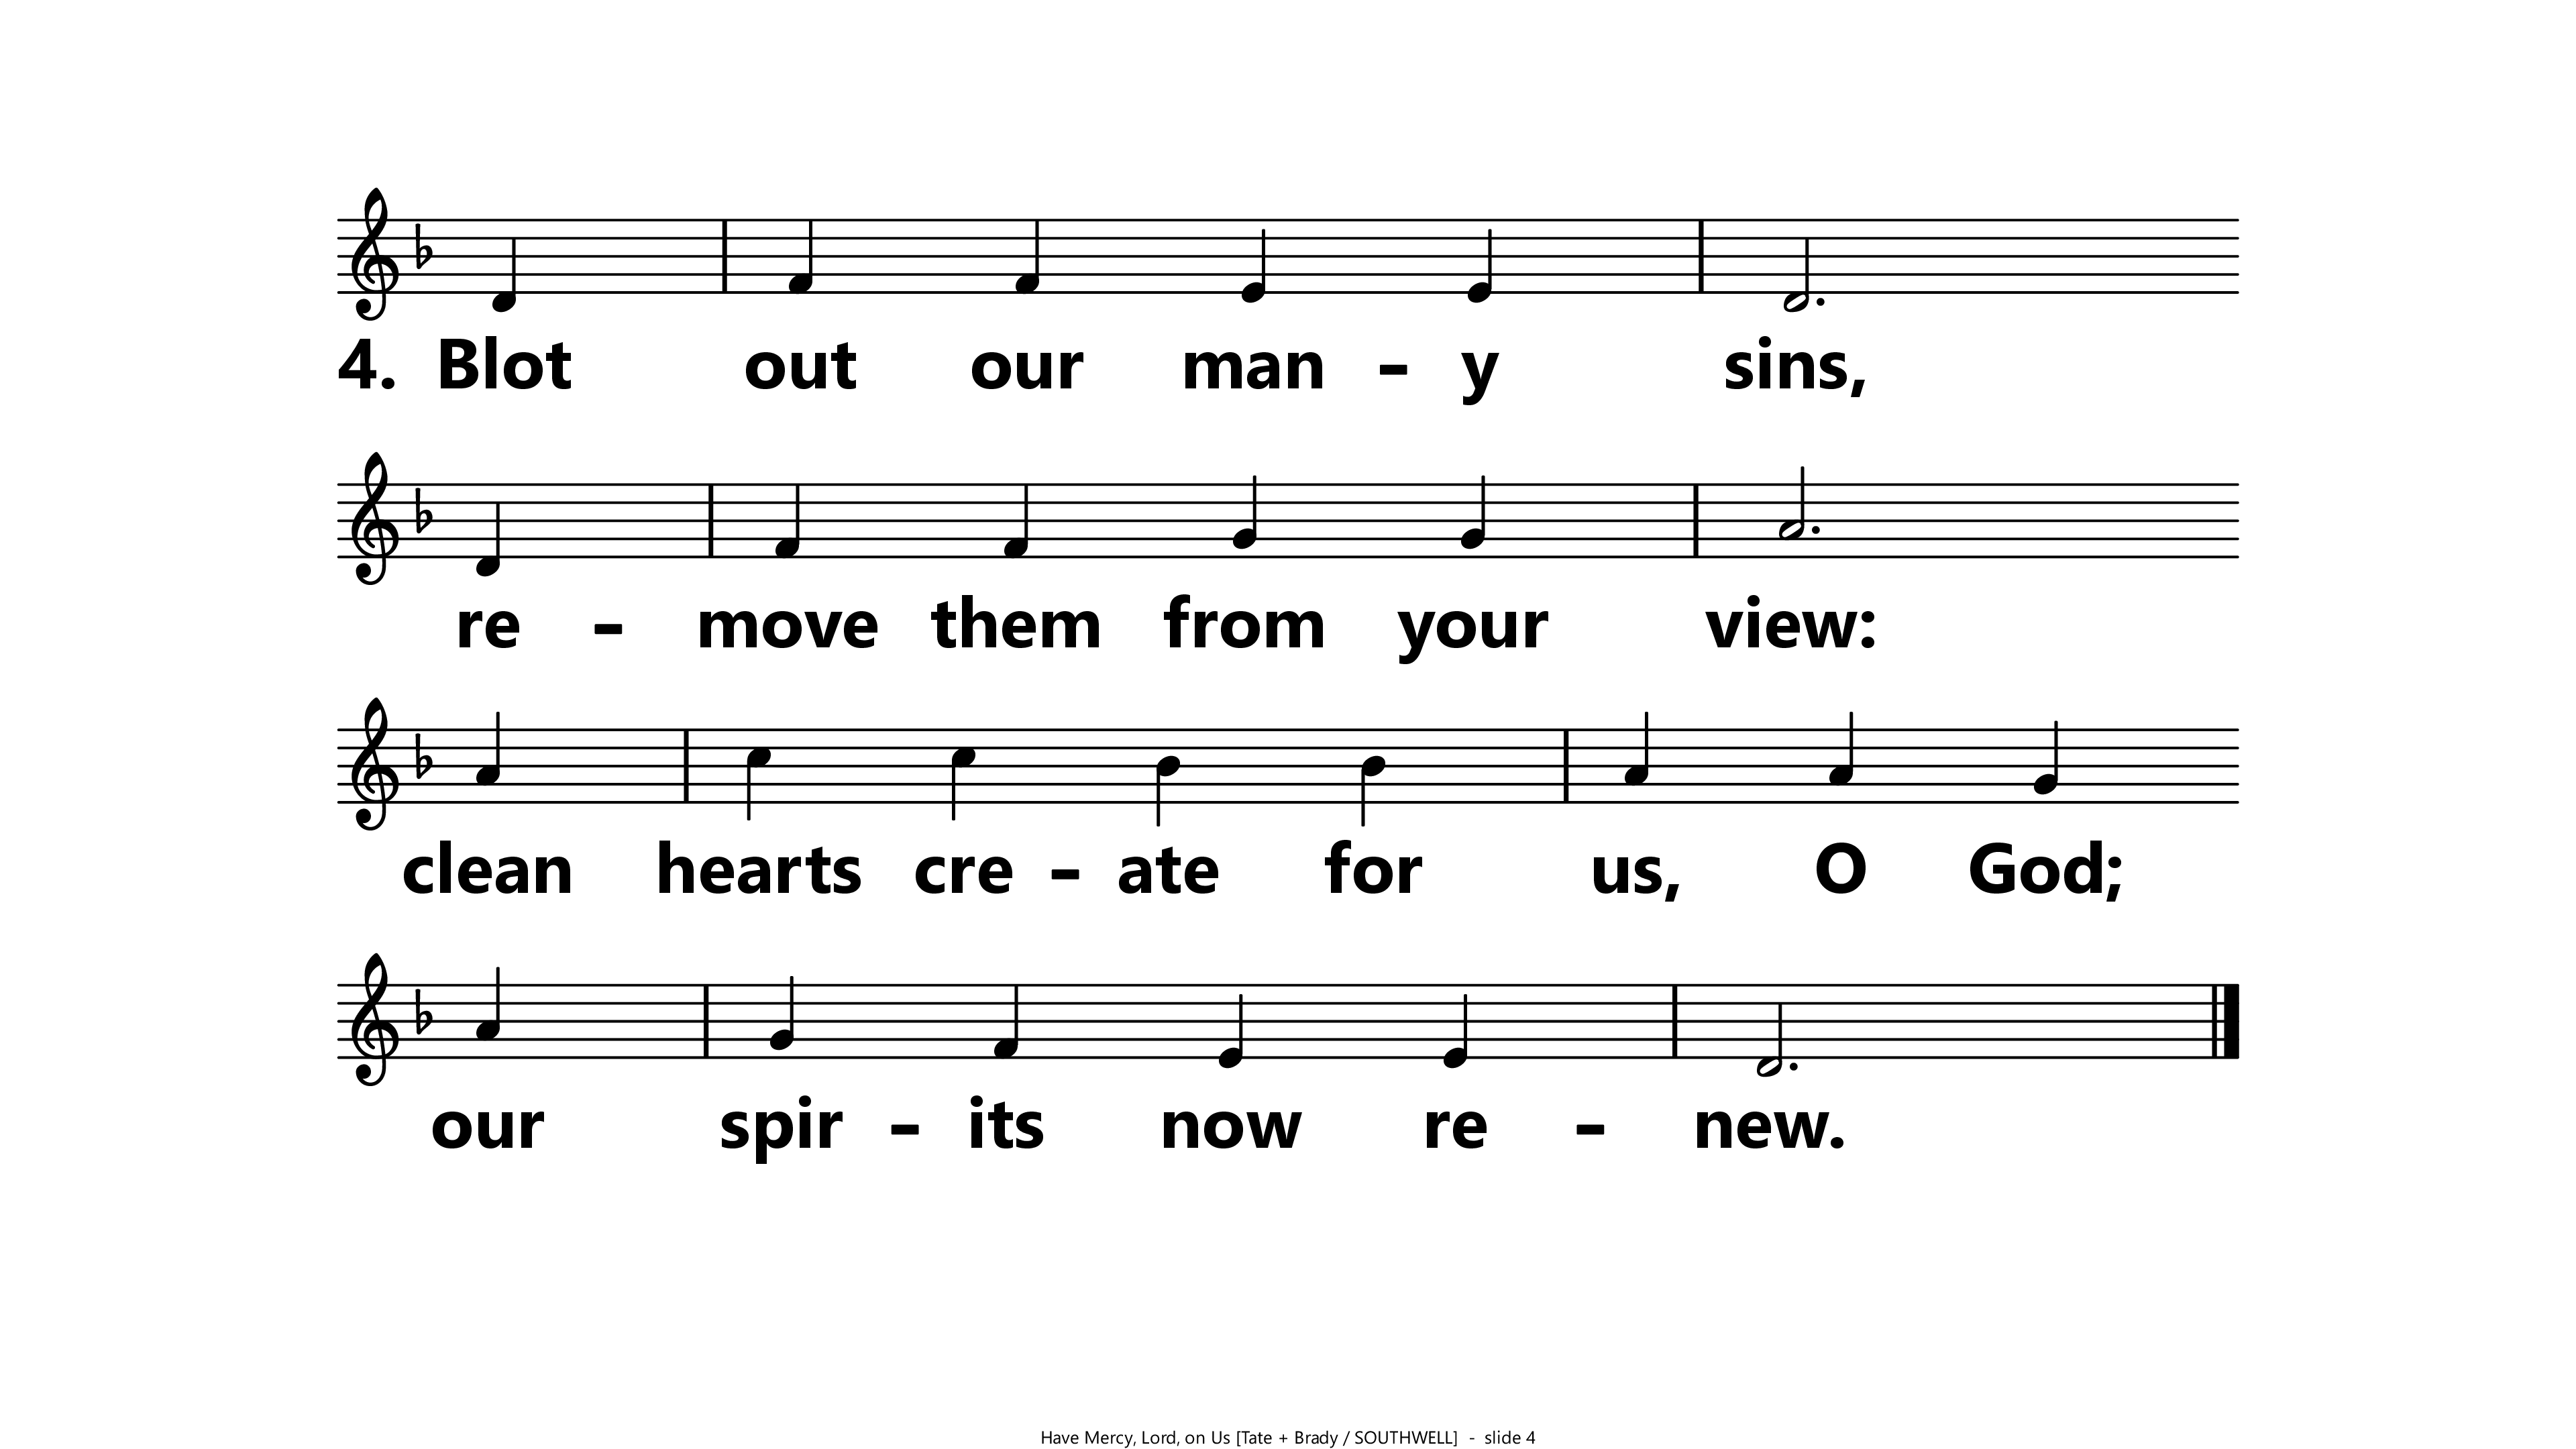 4. Blot out our man - y sins,
re - move them from your view:
clean hearts cre - ate for us, O God;
our spir - its now re - new.
Have Mercy, Lord, on Us [Tate + Brady / SOUTHWELL] - slide 4